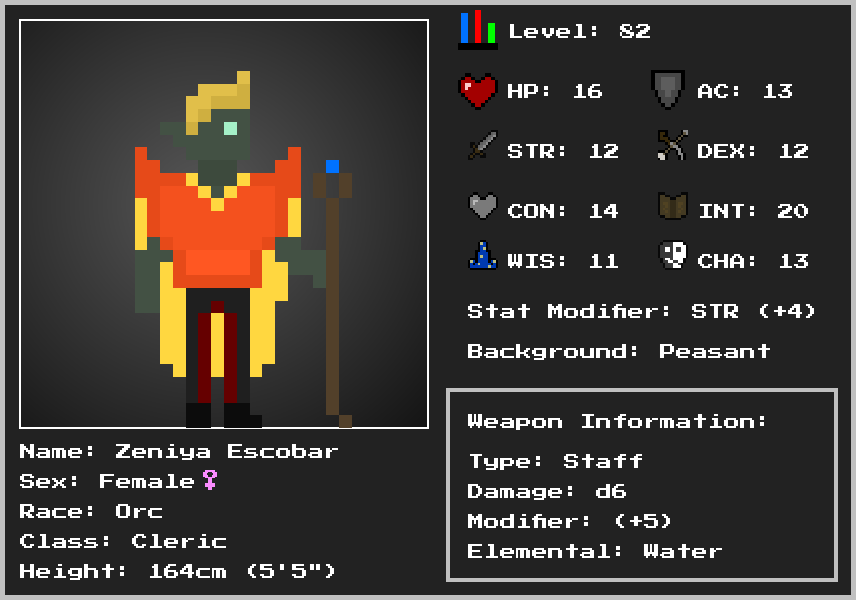 Level: 82
HP: 16 AC: 13
STR: 12 DEX: 12
CON: 14 INT: 20
WIS: 11 CHA: 13
Stat Modifier: STR (+4)
Background: Peasant
Weapon Information:
Type: Staff
Damage: d6
Modifier: (+5)
Elemental: Water
Name: Zeniya Escobar
Sex: Female♀
Race: Orc
Class: Cleric
Height: 164cm (5'5")